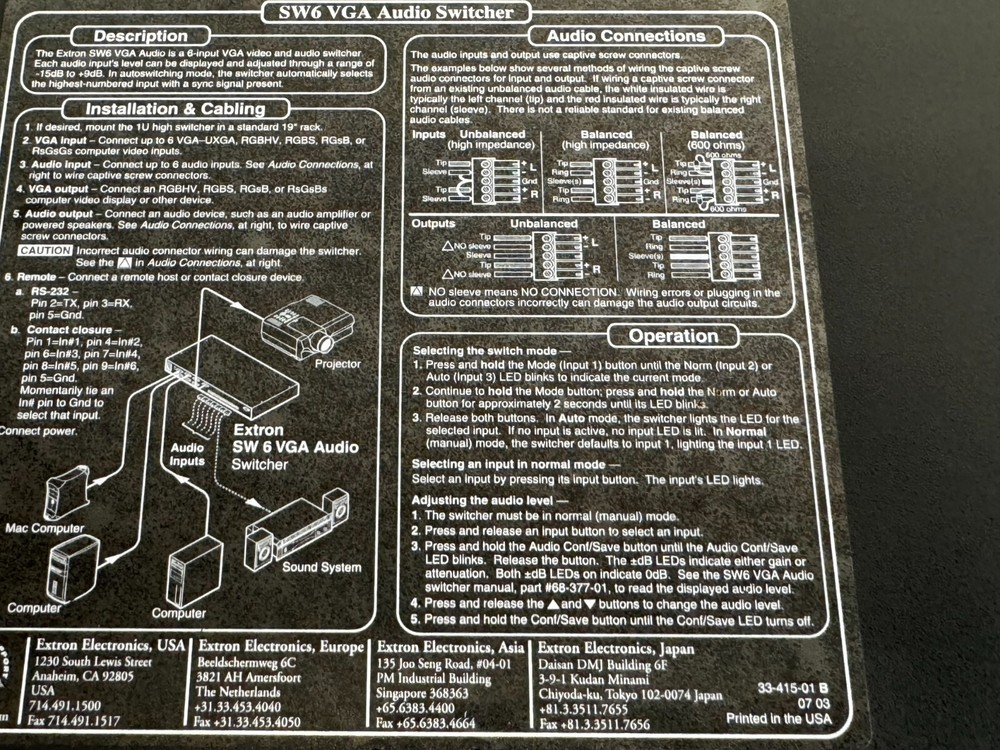 SW6 VGA Audio Switcher
Description
The Extron SW6 VGA Audio is a 6-input VGA video and audio switcher.
Each audio input's level can be displayed and adjusted through a range of
-15dB to +9dB. In autoswitching mode, the switcher automatically selects
the highest-numbered input with a sync signal present.
Installation & Cabling
1. If desired, mount the 1U high switcher in a standard 19" rack.
2. VGA Input – Connect up to 6 VGA–UXGA, RGBHV, RGBS, RGsB, or
RsGsGs computer video inputs.
3. Audio Input – Connect up to 6 audio inputs. See Audio Connections, at
right to wire captive screw connectors.
4. VGA output – Connect an RGBHV, RGBS, RGsB, or RsGsBs
computer video display or other device.
5. Audio output – Connect an audio device, such as an audio amplifier or
powered speakers. See Audio Connections, at right, to wire captive
screw connectors.
CAUTION Incorrect audio connector wiring can damage the switcher.
See the ⚠ in Audio Connections, at right.
6. Remote – Connect a remote host or contact closure device.
a. RS-232 –
Pin 2=TX, pin 3=RX,
pin 5=Gnd.
b. Contact closure –
Pin 1=In#1, pin 4=In#2,
pin 6=In#3, pin 7=In#4,
pin 8=In#5, pin 9=In#6,
pin 5=Gnd.
Momentarily tie an
In# pin to Gnd to
select that input.
Connect power.
Projector
Extron
SW 6 VGA Audio
Switcher
Audio
Inputs
Mac Computer
Sound System
Computer
Computer
Audio Connections
The audio inputs and output use captive screw connectors.
The examples below show several methods of wiring the captive screw
audio connectors for input and output. If wiring a captive screw connector
from an existing unbalanced audio cable, the white insulated wire is
typically the left channel (tip) and the red insulated wire is typically the right
channel (sleeve). There is not a reliable standard for existing balanced
audio cables.
Inputs Unbalanced Balanced Balanced
(high impedance) (high impedance) (600 ohms)
600 ohms
Tip + L Tip + L Tip + L
Sleeve - Ring - Ring -
Gnd Sleeve(s) Gnd Sleeve(s) Gnd
Tip + R Tip + R Tip + R
Sleeve - Ring - Ring -
600 ohms
Outputs Unbalanced Balanced
Tip + L Tip
⚠ NO sleeve - Ring
Sleeve Sleeve(s)
Tip + R Tip
⚠ NO sleeve - Ring
⚠ NO sleeve means NO CONNECTION. Wiring errors or plugging in the
audio connectors incorrectly can damage the audio output circuits.
Operation
Selecting the switch mode —
1. Press and hold the Mode (Input 1) button until the Norm (Input 2) or
Auto (Input 3) LED blinks to indicate the current mode.
2. Continue to hold the Mode button; press and hold the Norm or Auto
button for approximately 2 seconds until its LED blinks.
3. Release both buttons. In Auto mode, the switcher lights the LED for the
selected input. If no input is active, no input LED is lit. In Normal
(manual) mode, the switcher defaults to input 1, lighting the input 1 LED.
Selecting an input in normal mode —
Select an Input by pressing its input button. The input's LED lights.
Adjusting the audio level —
1. The switcher must be in normal (manual) mode.
2. Press and release an input button to select an input.
3. Press and hold the Audio Conf/Save button until the Audio Conf/Save
LED blinks. Release the button. The ±dB LEDs indicate either gain or
attenuation. Both ±dB LEDs on indicate 0dB. See the SW6 VGA Audio
switcher manual, part #68-377-01, to read the displayed audio level.
4. Press and release the ▲ and ▼ buttons to change the audio level.
5. Press and hold the Conf/Save button until the Conf/Save LED turns off.
Extron Electronics, USA
1230 South Lewis Street
Anaheim, CA 92805
USA
714.491.1500
Fax 714.491.1517
Extron Electronics, Europe
Beeldschermweg 6C
3821 AH Amersfoort
The Netherlands
+31.33.453.4040
Fax +31.33.453.4050
Extron Electronics, Asia
135 Joo Seng Road, #04-01
PM Industrial Building
Singapore 368363
+65.6383.4400
Fax +65.6383.4664
Extron Electronics, Japan
Daisan DMJ Building 6F
3-9-1 Kudan Minami
Chiyoda-ku, Tokyo 102-0074 Japan
+81.3.3511.7655
Fax +81.3.3511.7656
33-415-01 B
07 03
Printed in the USA